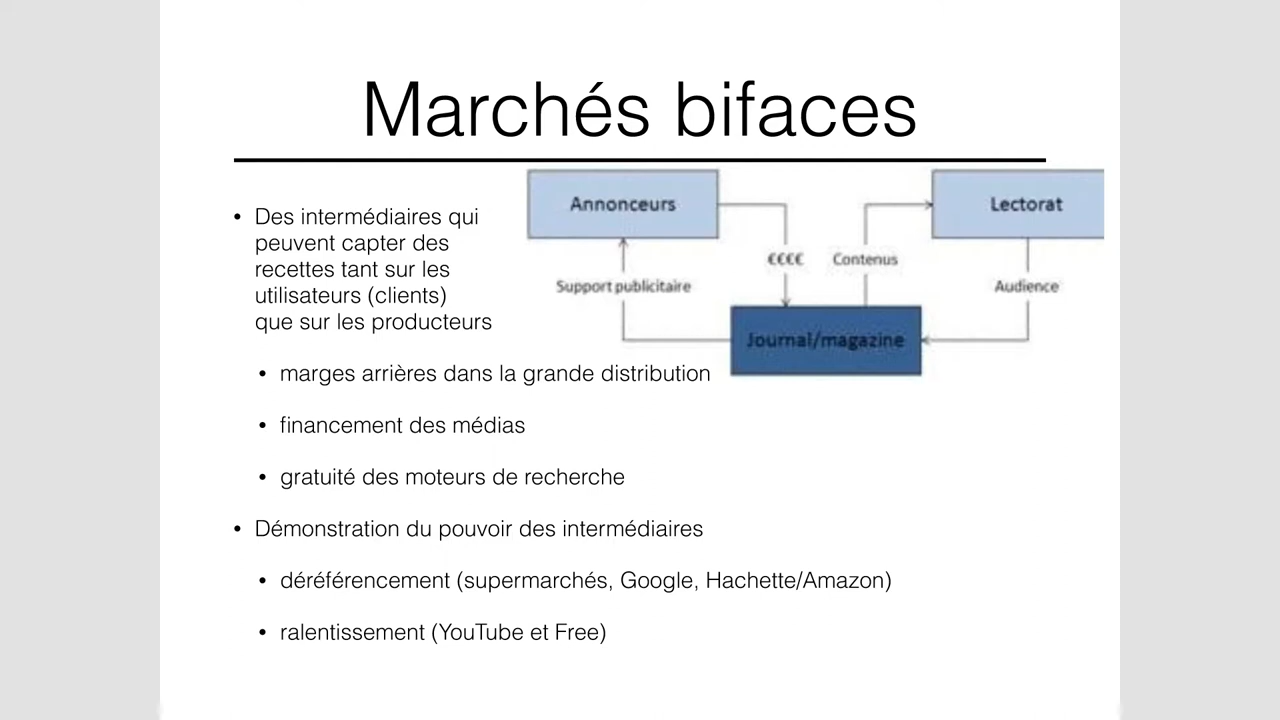 Marchés bifaces
• Des intermédiaires qui
peuvent capter des
recettes tant sur les
utilisateurs (clients)
que sur les producteurs
Annonceurs
Lectorat
€€€€
Contenus
Support publicitaire
Audience
Journal/magazine
• marges arrières dans la grande distribution
• financement des médias
• gratuité des moteurs de recherche
• Démonstration du pouvoir des intermédiaires
• déréférencement (supermarchés, Google, Hachette/Amazon)
• ralentissement (YouTube et Free)